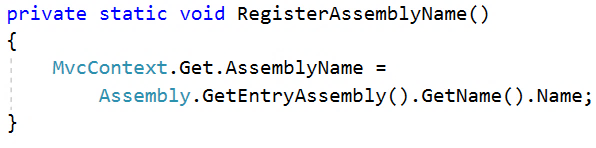 private static void RegisterAssemblyName()
{
MvcContext.Get.AssemblyName =
Assembly.GetEntryAssembly().GetName().Name;
}